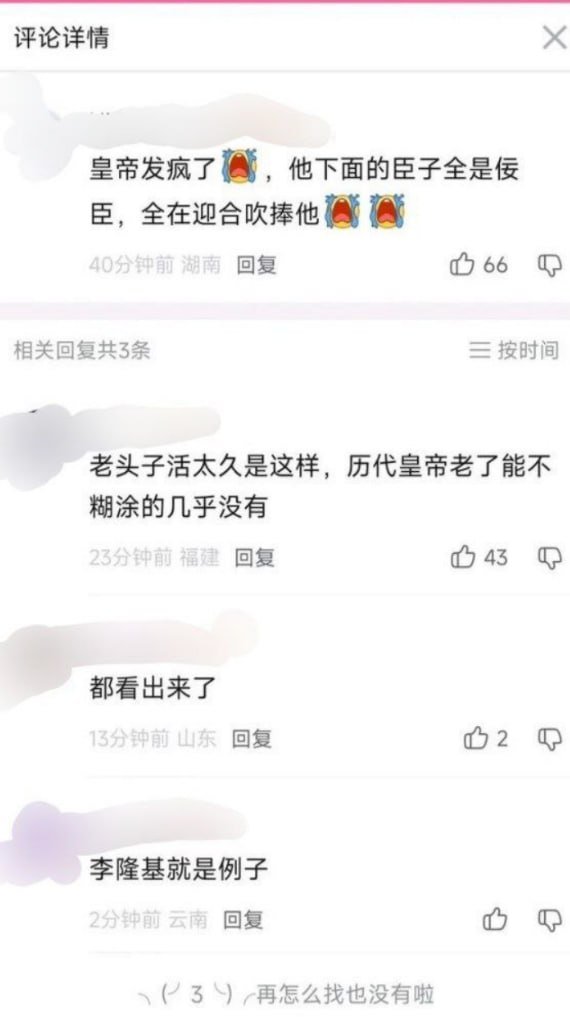 评论详情
皇帝发疯了😭，他下面的臣子全是佞
臣，全在迎合吹捧他😭😭
40分钟前 湖南 回复 66
相关回复共3条 按时间
老头子活太久是这样，历代皇帝老了能不
糊涂的几乎没有
23分钟前 福建 回复 43
都看出来了
13分钟前 山东 回复 2
李隆基就是例子
2分钟前 云南 回复
╮(╯3╰)╭再怎么找也没有啦